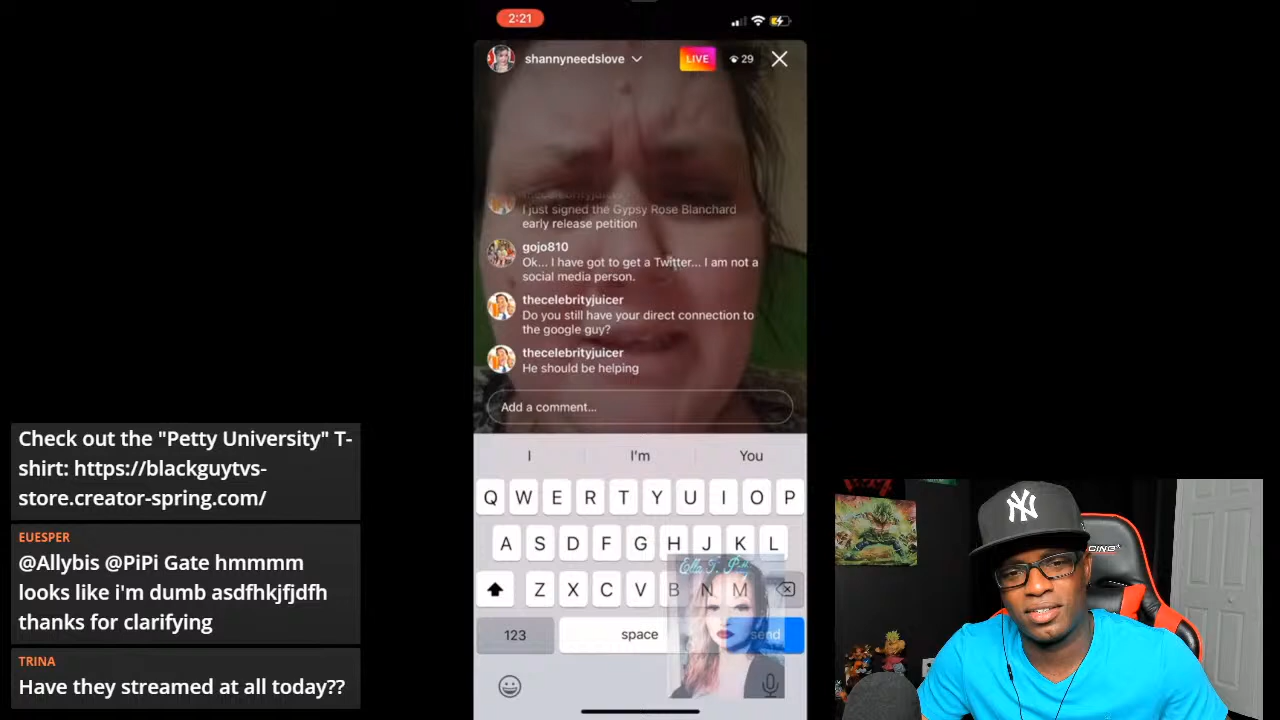 2:21
shannyneedslove
LIVE
29
I just signed the Gypsy Rose Blanchard
early release petition
gojo810
Ok... I have got to get a Twitter... I am not a
social media person.
thecelebrityjuicer
Do you still have your direct connection to
the google guy?
thecelebrityjuicer
He should be helping
Add a comment...
I I'm You
Q W E R T Y U I O P
A S D F G H J K L
Z X C V B N M
123 space send
Ella T. Petty
Check out the "Petty University" T-
shirt: https://blackguytvs-
store.creator-spring.com/
EUESPER
@Allybis @PiPi Gate hmmmm
looks like i'm dumb asdfhkjfjdfh
thanks for clarifying
TRINA
Have they streamed at all today??
NY